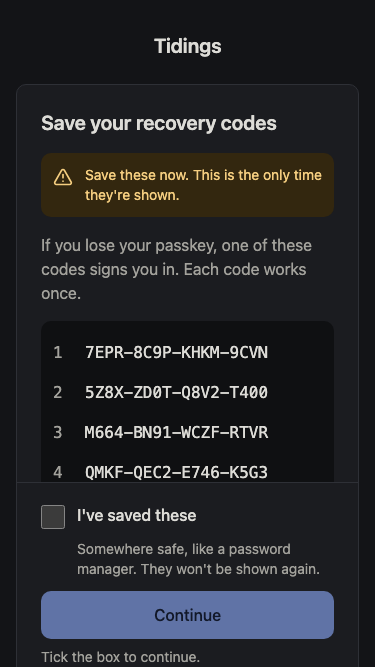 Tidings
Save your recovery codes
Save these now. This is the only time
they're shown.
If you lose your passkey, one of these
codes signs you in. Each code works
once.
1 7EPR-8C9P-KHKM-9CVN
2 5Z8X-ZD0T-Q8V2-T400
3 M664-BN91-WCZF-RTVR
4 QMKF-QEC2-E746-K5G3
I've saved these
Somewhere safe, like a password
manager. They won't be shown again.
Continue
Tick the box to continue.